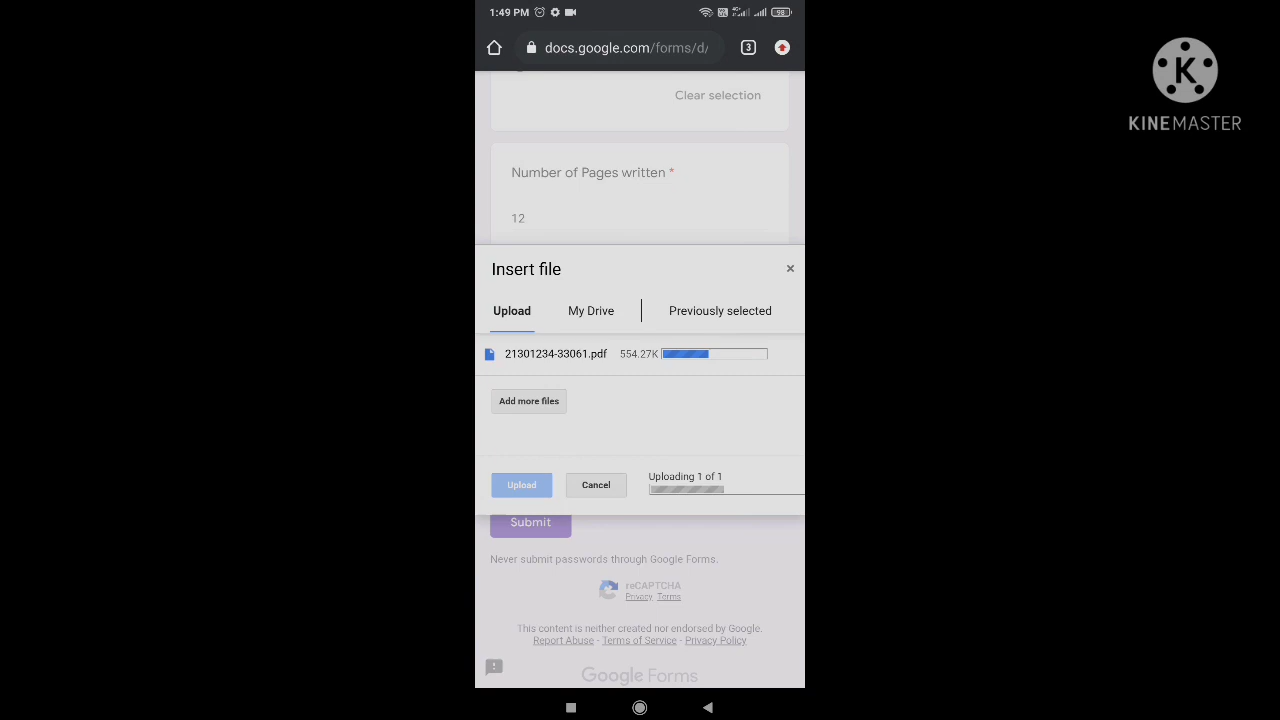 1:49 PM 4G+ 98
docs.google.com/forms/d/ 3
Clear selection
Number of Pages written *
12
Insert file ×
Upload My Drive Previously selected
21301234-33061.pdf 554.27K
Add more files
Upload Cancel Uploading 1 of 1
Submit
Never submit passwords through Google Forms.
reCAPTCHA
Privacy Terms
This content is neither created nor endorsed by Google.
Report Abuse - Terms of Service - Privacy Policy
Google Forms
K
KINEMASTER